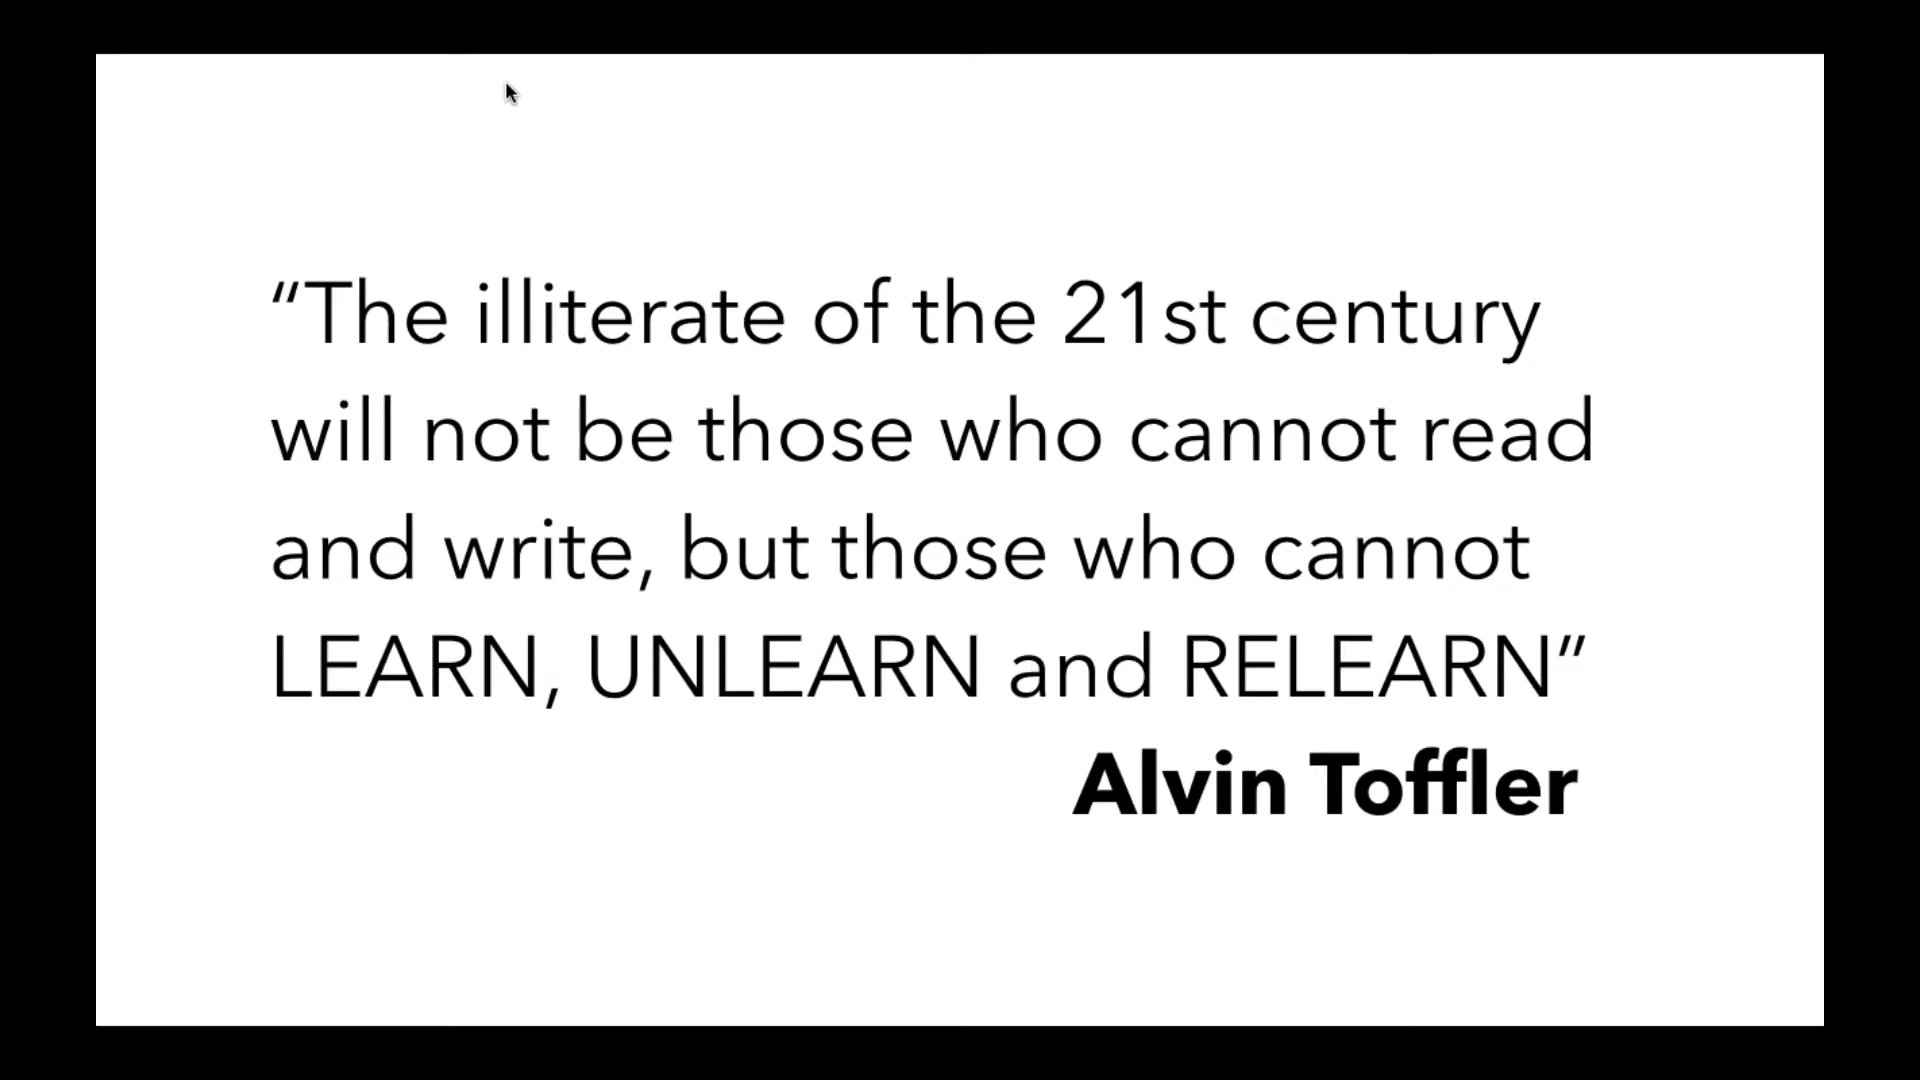 “The illiterate of the 21st century
will not be those who cannot read
and write, but those who cannot
LEARN, UNLEARN and RELEARN”
Alvin Toffler